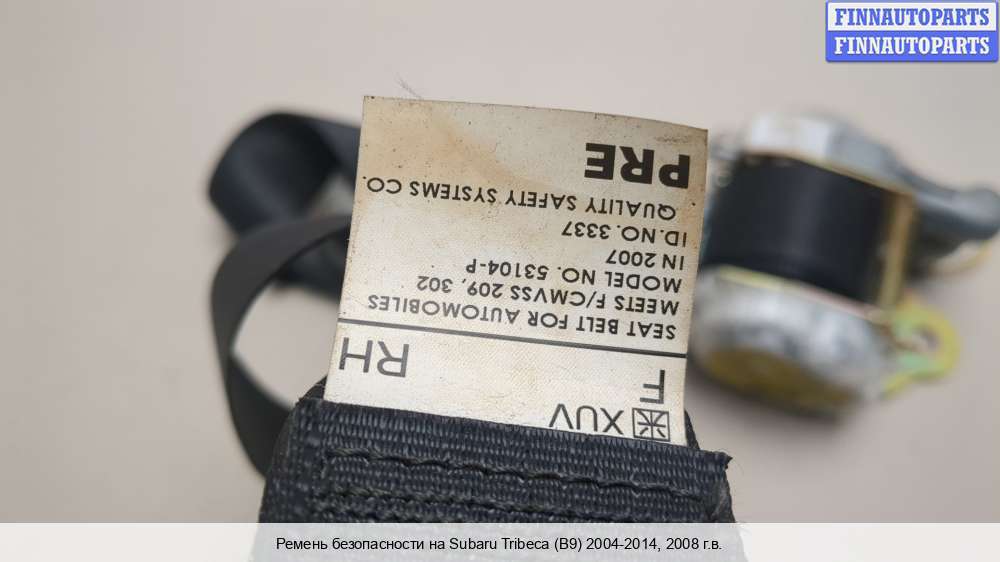 FINNAUTOPARTS
FINNAUTOPARTS
XUV
F
RH
SEAT BELT FOR AUTOMOBILES
MEETS F/CMVSS 209, 302
MODEL NO. 53104-P
IN 2007
ID.NO. 3337
QUALITY SAFETY SYSTEMS CO.
PRE
Ремень безопасности на Subaru Tribeca (B9) 2004-2014, 2008 г.в.